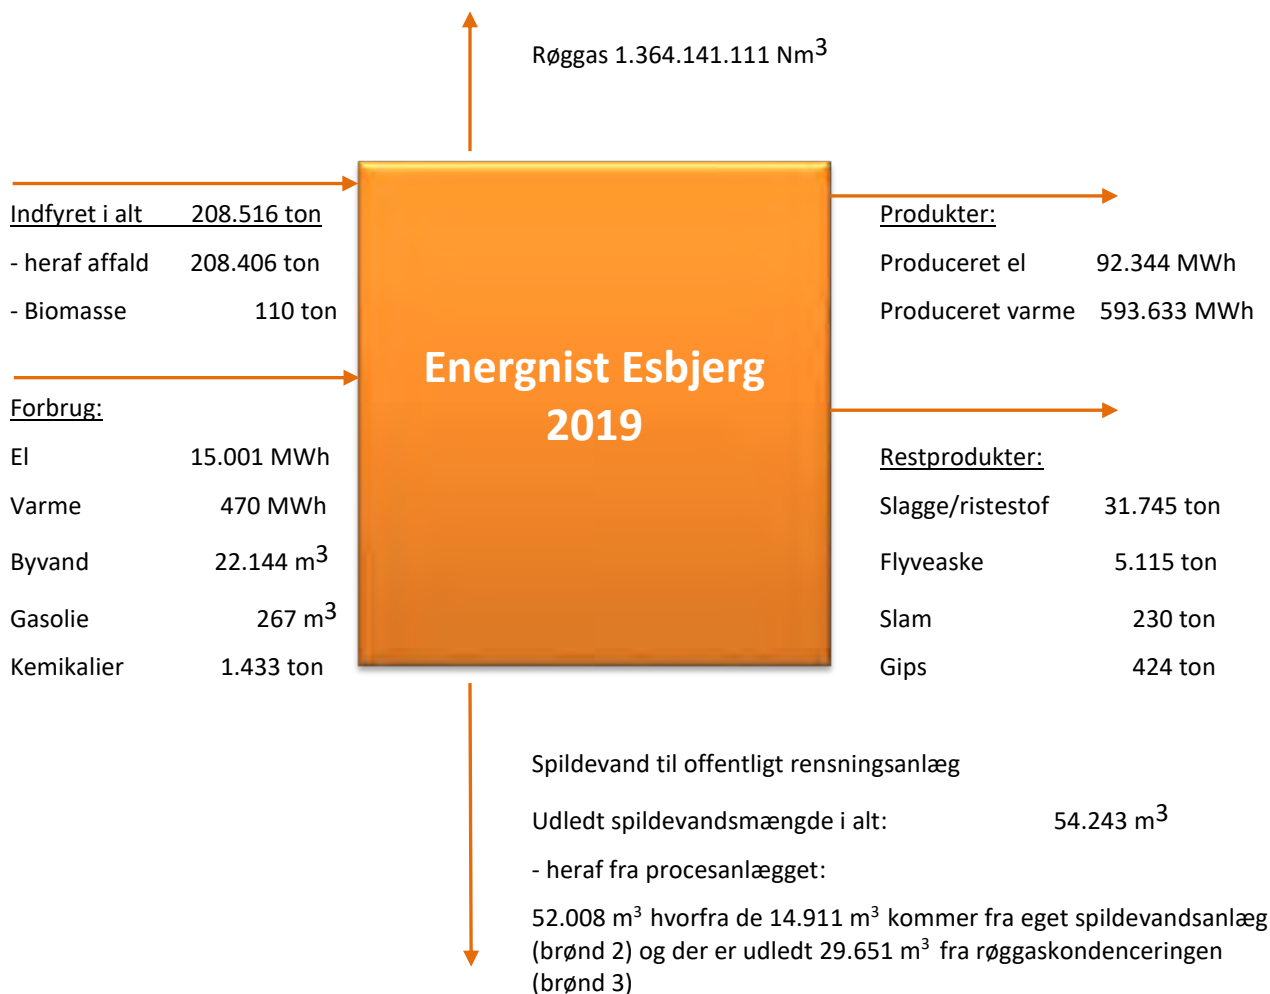 Røggas 1.364.141.111 Nm³
Indfyret i alt 208.516 ton
- heraf affald 208.406 ton
- Biomasse 110 ton
Forbrug:
El 15.001 MWh
Varme 470 MWh
Byvand 22.144 m³
Gasolie 267 m³
Kemikalier 1.433 ton
Energnist Esbjerg
2019
Produkter:
Produceret el 92.344 MWh
Produceret varme 593.633 MWh
Restprodukter:
Slagge/ristestof 31.745 ton
Flyveaske 5.115 ton
Slam 230 ton
Gips 424 ton
Spildevand til offentligt rensningsanlæg
Udledt spildevandsmængde i alt: 54.243 m³
- heraf fra procesanlægget:
52.008 m³ hvorfra de 14.911 m³ kommer fra eget spildevandsanlæg
(brønd 2) og der er udledt 29.651 m³ fra røggaskondenceringen
(brønd 3)